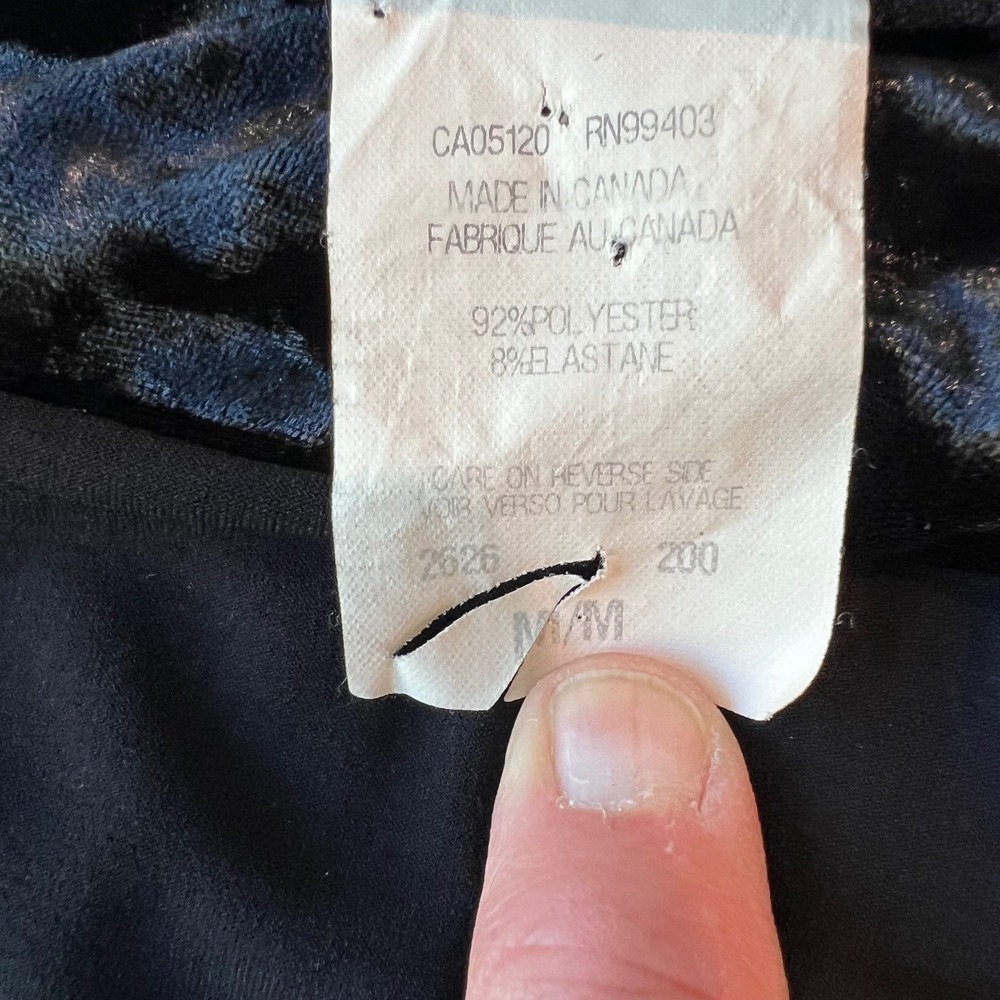 CA05120 RN99403
MADE IN CANADA
FABRIQUE AU CANADA
92%POLYESTER
8%ELASTANE
CARE ON REVERSE SIDE
VOIR VERSO POUR LAVAGE
2626 200
M/M